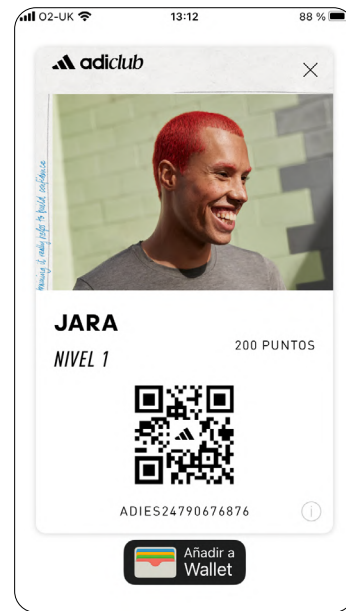 O2-UK 13:12 88 %
adiclub
JARA
NIVEL 1
200 PUNTOS
ADIES24790676876
Añadir a
Wallet